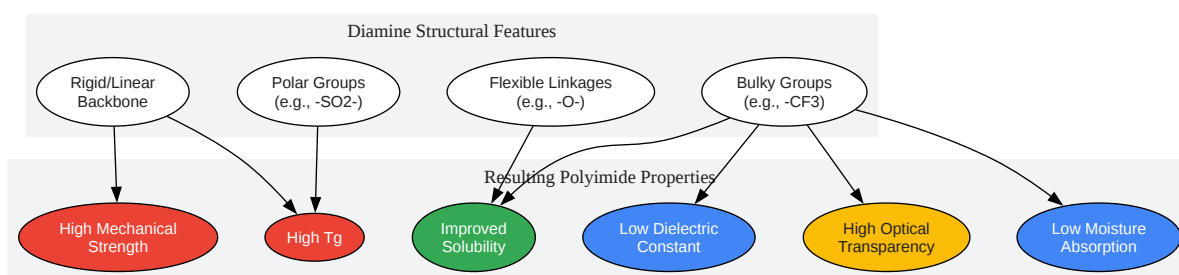 Diamine Structural Features
Rigid/Linear
Backbone
Polar Groups
(e.g., -SO2-)
Flexible Linkages
(e.g., -O-)
Bulky Groups
(e.g., -CF3)
Resulting Polyimide Properties
High Mechanical
Strength
High Tg
Improved
Solubility
Low Dielectric
Constant
High Optical
Transparency
Low Moisture
Absorption